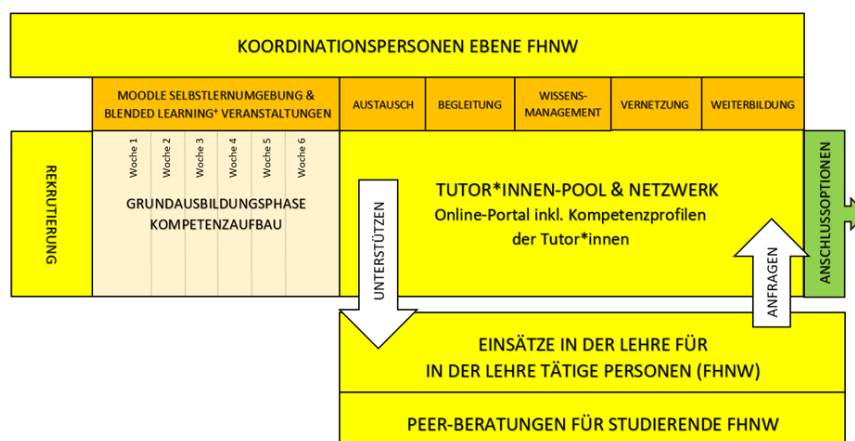 KOORDINATIONSPERSONEN EBENE FHNW
MOODLE SELBSTLERNUMGEBUNG &
BLENDED LEARNING⁺ VERANSTALTUNGEN
AUSTAUSCH
BEGLEITUNG
WISSENS-
MANAGEMENT
VERNETZUNG
WEITERBILDUNG
REKRUTIERUNG
Woche 1
Woche 2
Woche 3
Woche 4
Woche 5
Woche 6
GRUNDAUSBILDUNGSPHASE
KOMPETENZAUFBAU
UNTERSTÜTZEN
TUTOR*INNEN-POOL & NETZWERK
Online-Portal inkl. Kompetenzprofilen
der Tutor*innen
ANFRAGEN
ANSCHLUSSOPTIONEN
EINSÄTZE IN DER LEHRE FÜR
IN DER LEHRE TÄTIGE PERSONEN (FHNW)
PEER-BERATUNGEN FÜR STUDIERENDE FHNW